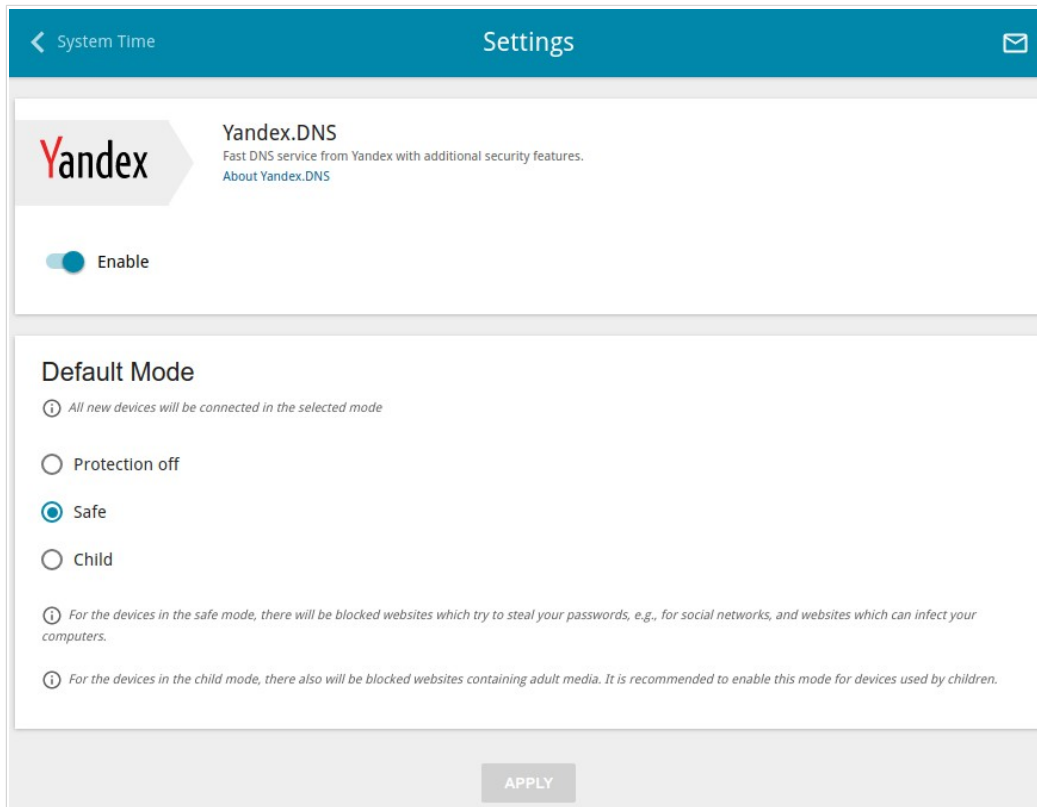 System Time
Settings
Yandex
Yandex.DNS
Fast DNS service from Yandex with additional security features.
About Yandex.DNS
Enable
Default Mode
All new devices will be connected in the selected mode
Protection off
Safe
Child
For the devices in the safe mode, there will be blocked websites which try to steal your passwords, e.g., for social networks, and websites which can infect your
computers.
For the devices in the child mode, there also will be blocked websites containing adult media. It is recommended to enable this mode for devices used by children.
APPLY